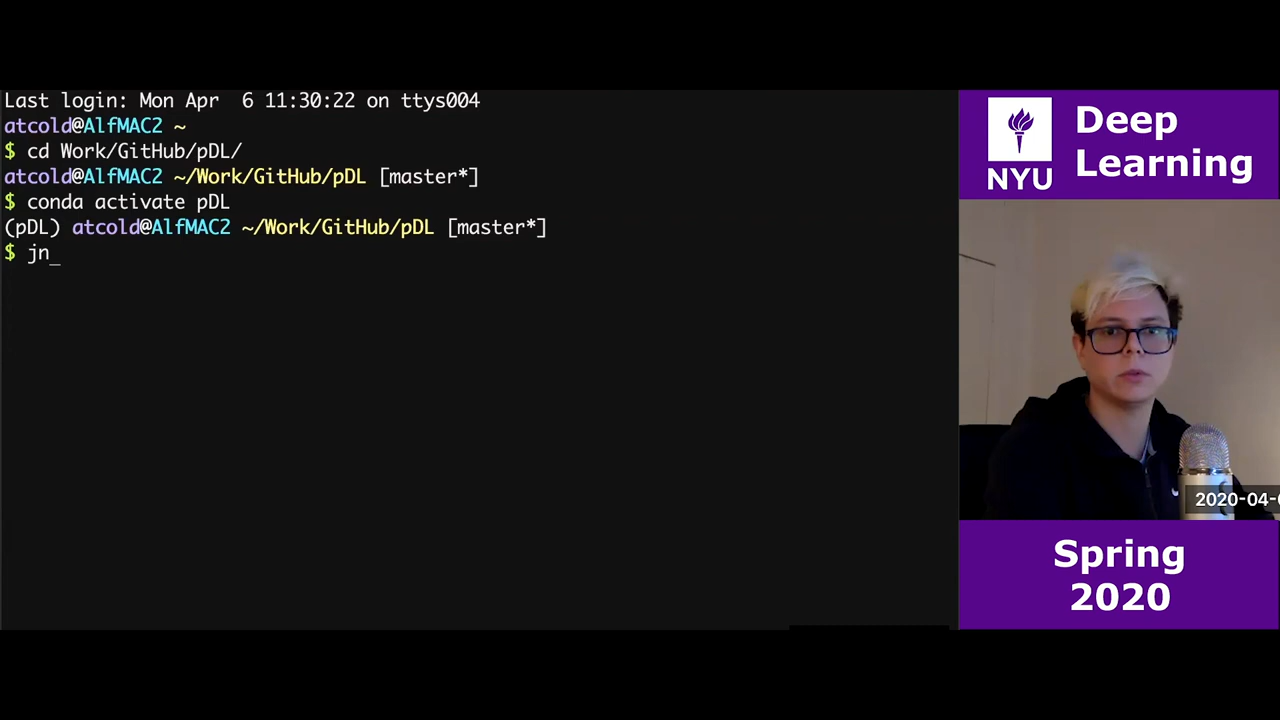 Last login: Mon Apr  6 11:30:22 on ttys004
atcold@AlfMAC2 ~
$ cd Work/GitHub/pDL/
atcold@AlfMAC2 ~/Work/GitHub/pDL [master*]
$ conda activate pDL
(pDL) atcold@AlfMAC2 ~/Work/GitHub/pDL [master*]
$ jn_
NYU
Deep
Learning
2020-04-
Spring
2020